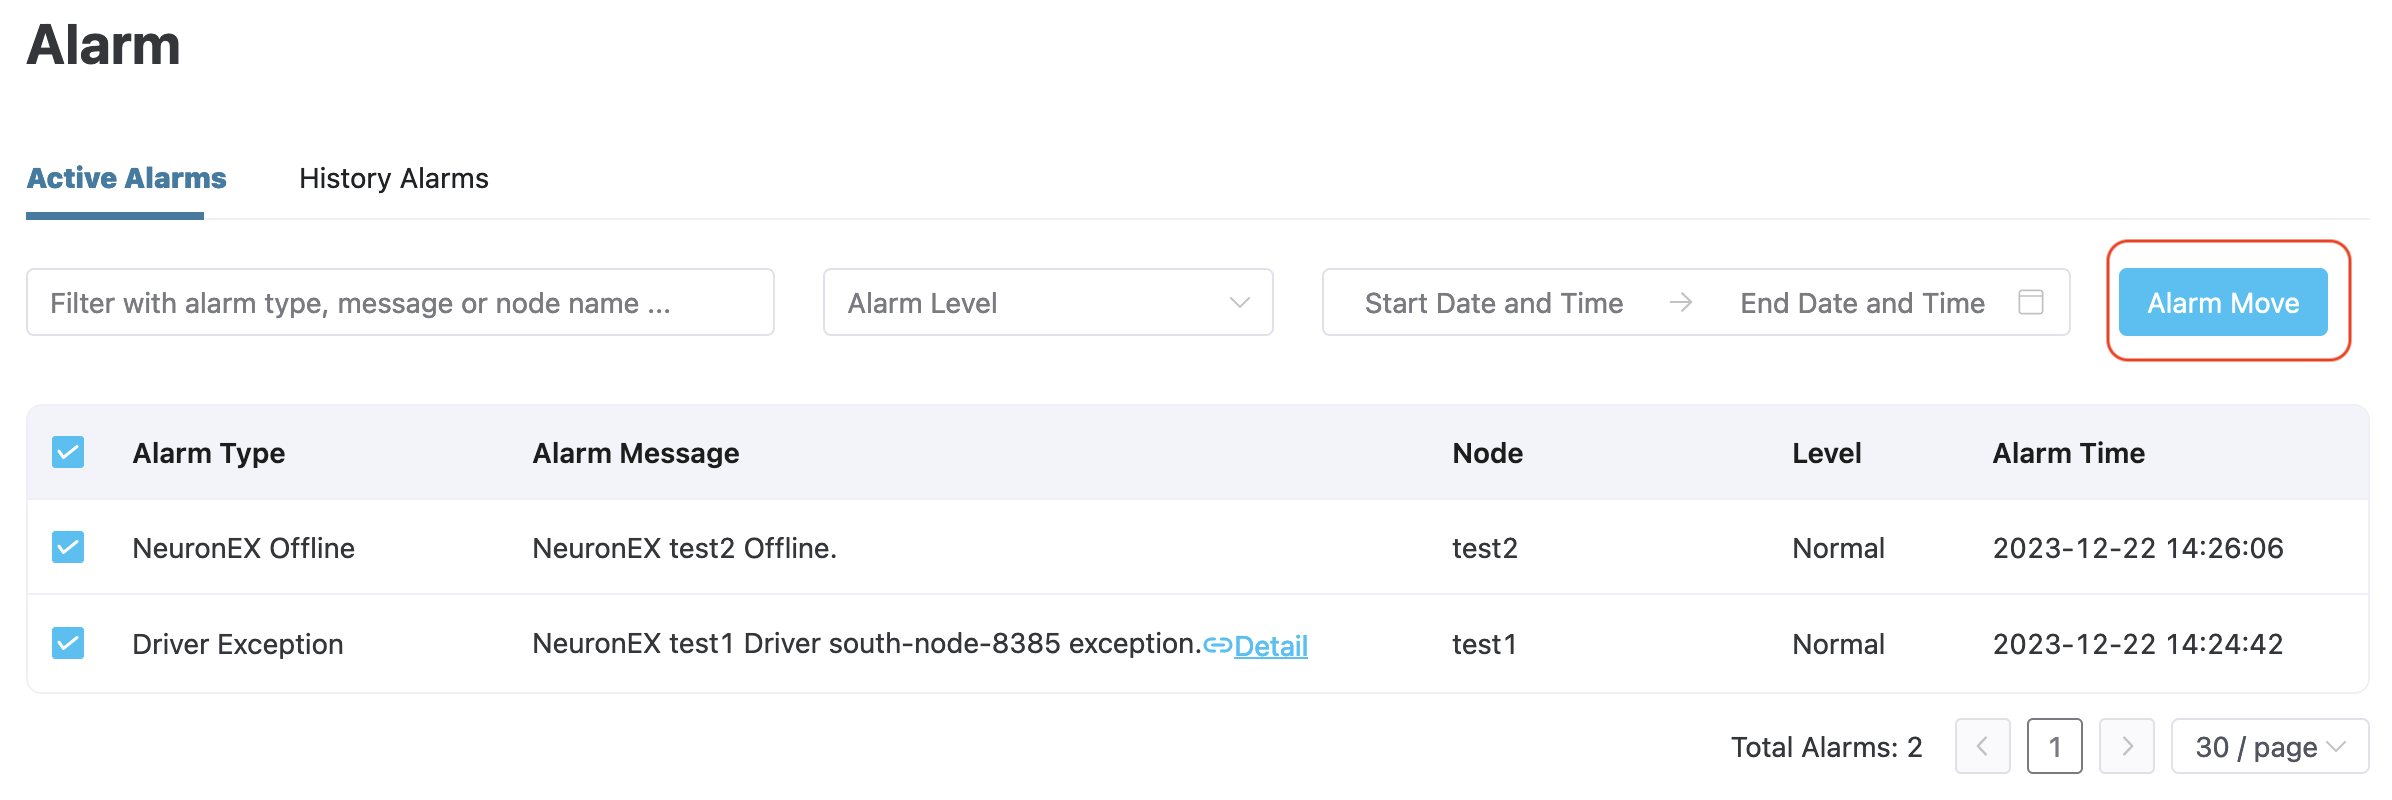 Alarm
Active Alarms History Alarms
Filter with alarm type, message or node name ... Alarm Level Start Date and Time End Date and Time Alarm Move
Alarm Type Alarm Message Node Level Alarm Time
NeuronEX Offline NeuronEX test2 Offline. test2 Normal 2023-12-22 14:26:06
Driver Exception NeuronEX test1 Driver south-node-8385 exception. Detail test1 Normal 2023-12-22 14:24:42
Total Alarms: 2 1 30 / page